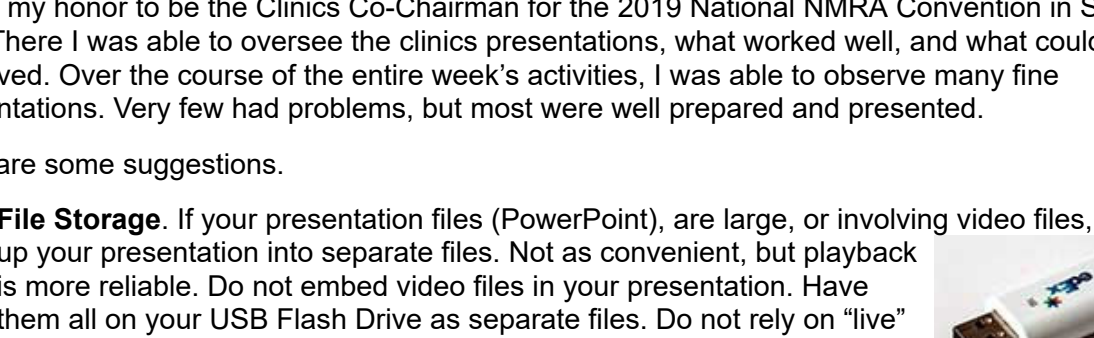 my honor to be the Clinics Co-Chairman for the 2019 National NMRA Convention in S
There I was able to oversee the clinics presentations, what worked well, and what could
ved. Over the course of the entire week's activities, I was able to observe many fine
ntations. Very few had problems, but most were well prepared and presented.
are some suggestions.
File Storage. If your presentation files (PowerPoint), are large, or involving video files,
up your presentation into separate files. Not as convenient, but playback
is more reliable. Do not embed video files in your presentation. Have
them all on your USB Flash Drive as separate files. Do not rely on “live”